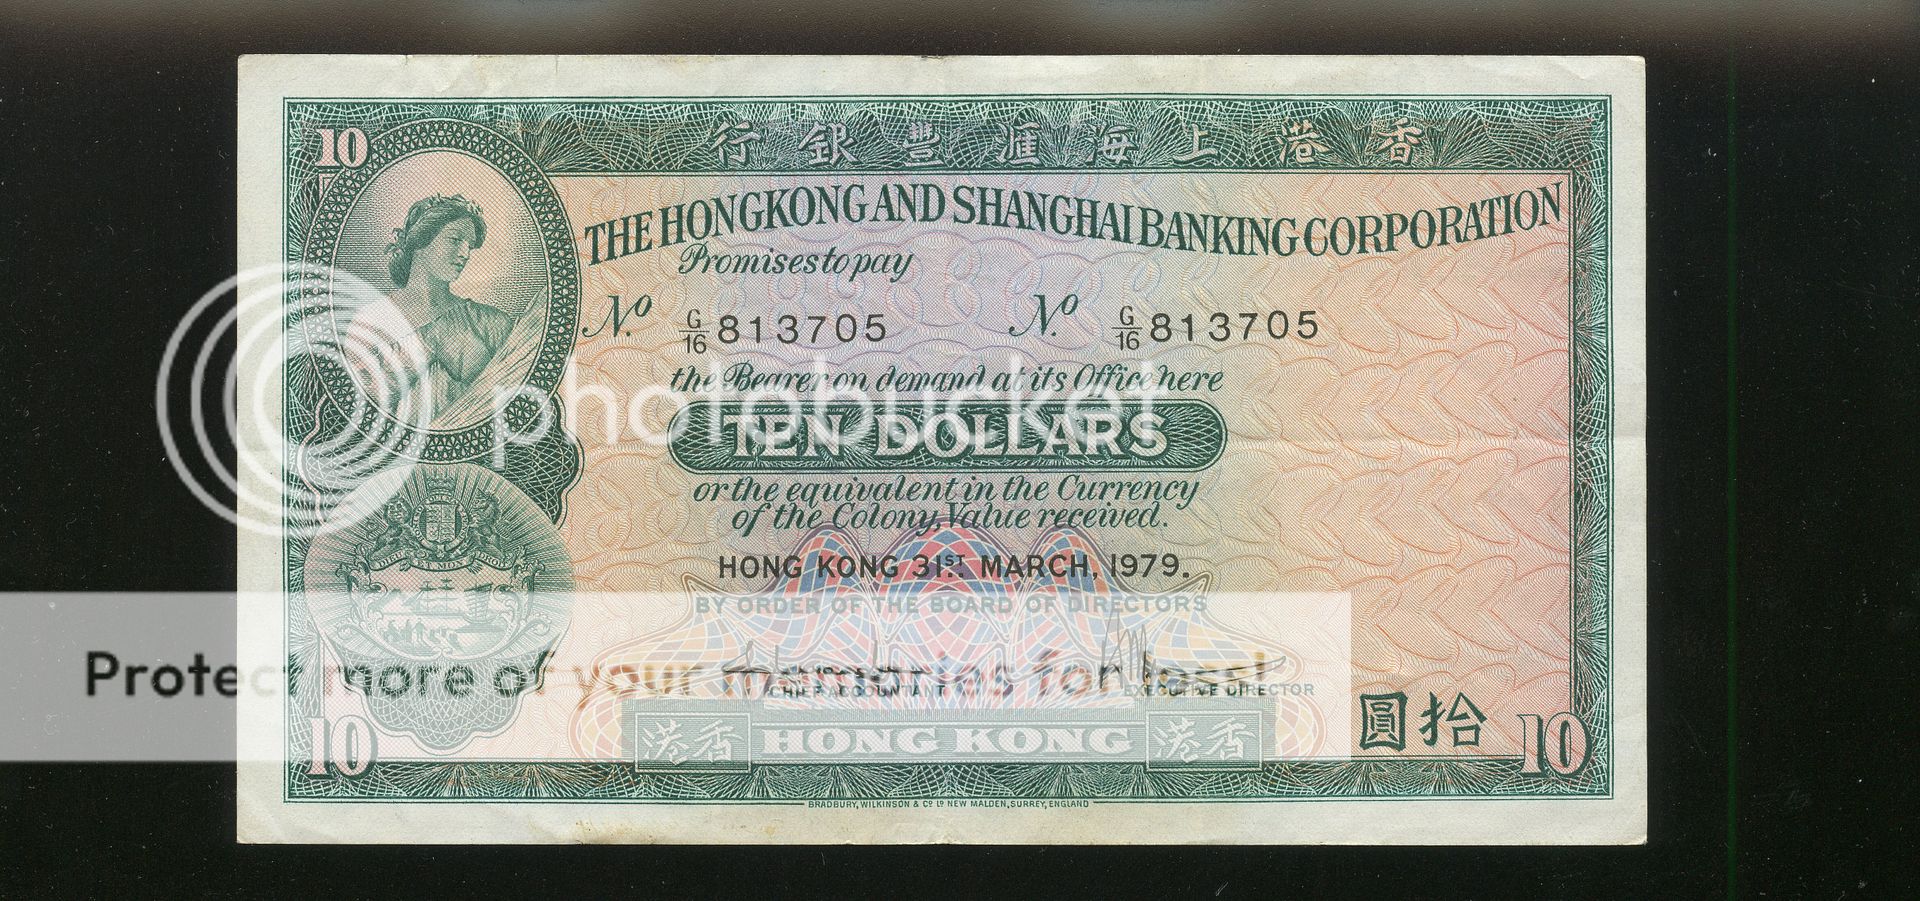 10
行銀豐滙海上港香
THE HONGKONG AND SHANGHAI BANKING CORPORATION
Promises to pay
No. G/16 813705 No. G/16 813705
the Bearer on demand at its Office here
photobucket
TEN DOLLARS
or the equivalent in the Currency
of the Colony, Value received.
DIEU ET MON DROIT
HONG KONG 31ST. MARCH, 1979.
BY ORDER OF THE BOARD OF DIRECTORS
Protect more of your memories for less!
CHIEF ACCOUNTANT EXECUTIVE DIRECTOR
圓拾
10 港香 HONG KONG 港香 10
BRADBURY, WILKINSON & Co. Ld. NEW MALDEN, SURREY, ENGLAND